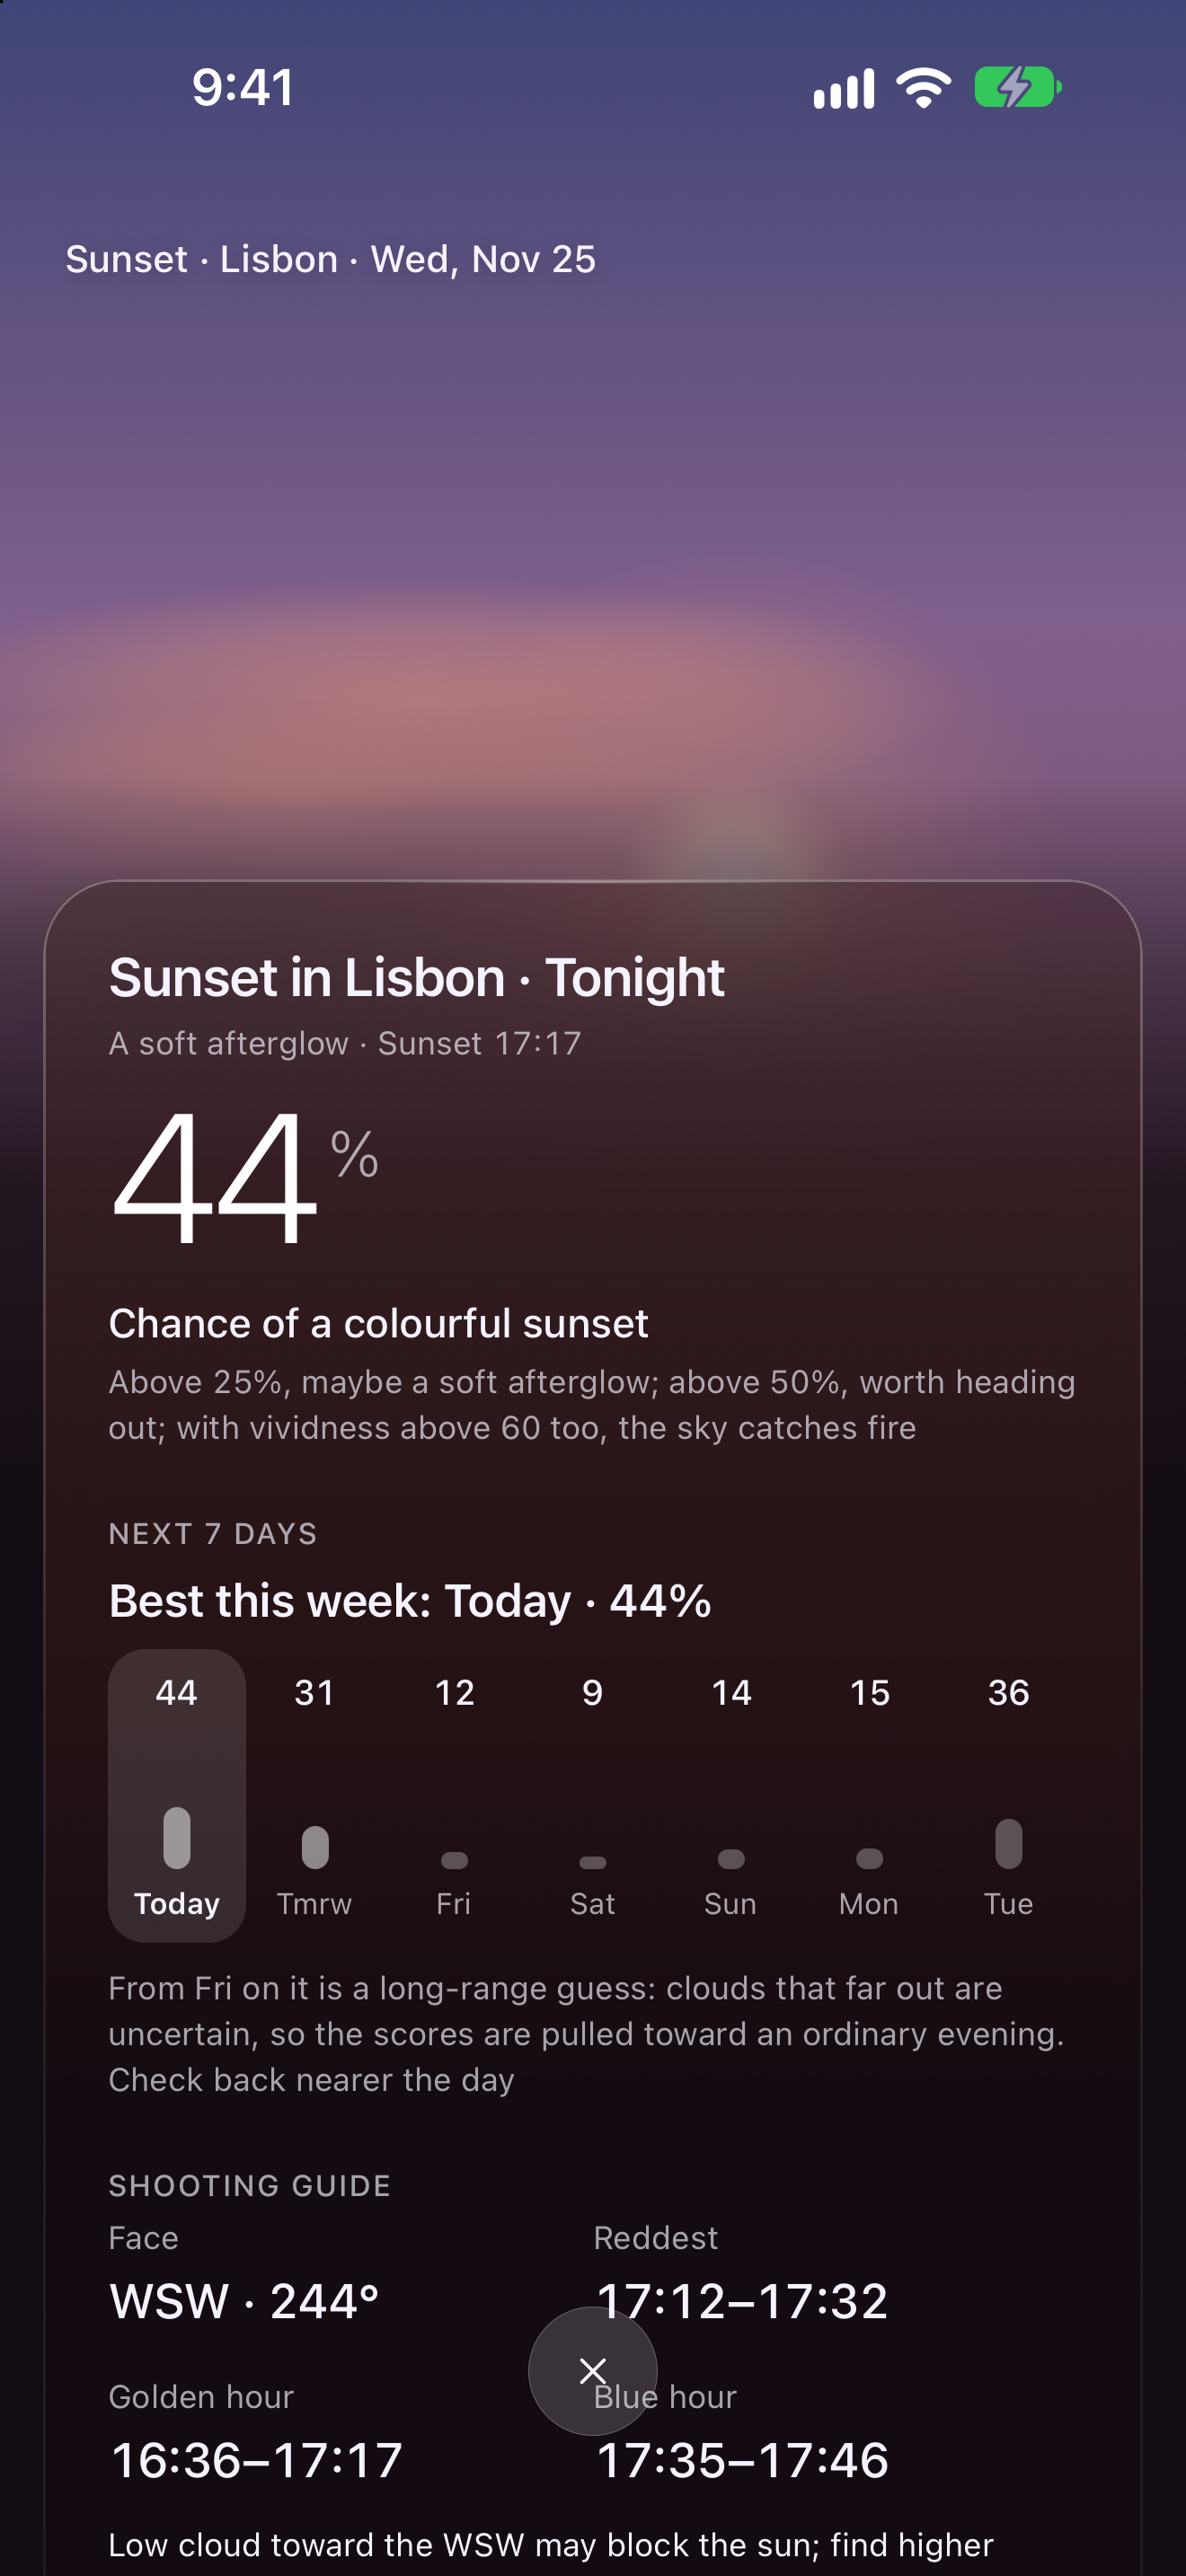 9:41
Sunset · Lisbon · Wed, Nov 25
Sunset in Lisbon · Tonight
A soft afterglow · Sunset 17:17
44%
Chance of a colourful sunset
Above 25%, maybe a soft afterglow; above 50%, worth heading
out; with vividness above 60 too, the sky catches fire
NEXT 7 DAYS
Best this week: Today · 44%
44 31 12 9 14 15 36
Today Tmrw Fri Sat Sun Mon Tue
From Fri on it is a long-range guess: clouds that far out are
uncertain, so the scores are pulled toward an ordinary evening.
Check back nearer the day
SHOOTING GUIDE
Face Reddest
WSW · 244° 17:12–17:32
Golden hour Blue hour
16:36–17:17 17:35–17:46
Low cloud toward the WSW may block the sun; find higher